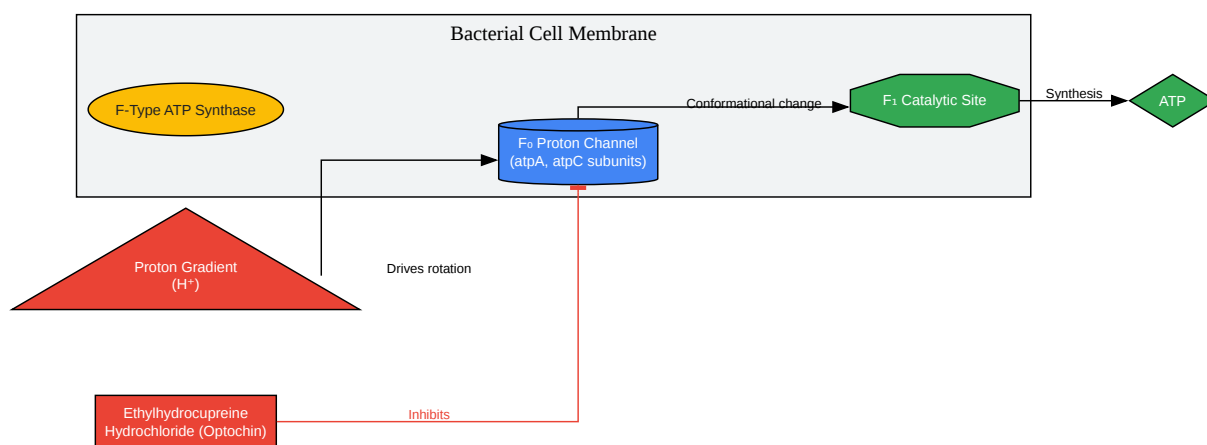 Bacterial Cell Membrane
F-Type ATP Synthase
F₀ Proton Channel
(atpA, atpC subunits)
Conformational change
F₁ Catalytic Site
Synthesis
ATP
Proton Gradient
(H⁺)
Drives rotation
Ethylhydrocupreine
Hydrochloride (Optochin)
Inhibits